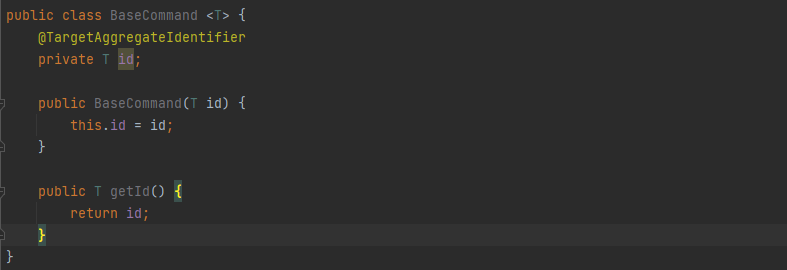 public class BaseCommand <T> {
    @TargetAggregateIdentifier
    private T id;

    public BaseCommand(T id) {
        this.id = id;
    }

    public T getId() {
        return id;
    }
}